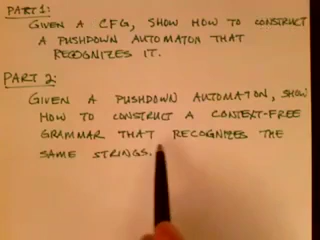 PART 1:
GIVEN A CFG, SHOW HOW TO CONSTRUCT
A PUSHDOWN AUTOMATON THAT
RECOGNIZES IT.
PART 2:
GIVEN A PUSHDOWN AUTOMATON, SHOW
HOW TO CONSTRUCT A CONTEXT-FREE
GRAMMAR THAT RECOGNIZES THE
SAME STRINGS.